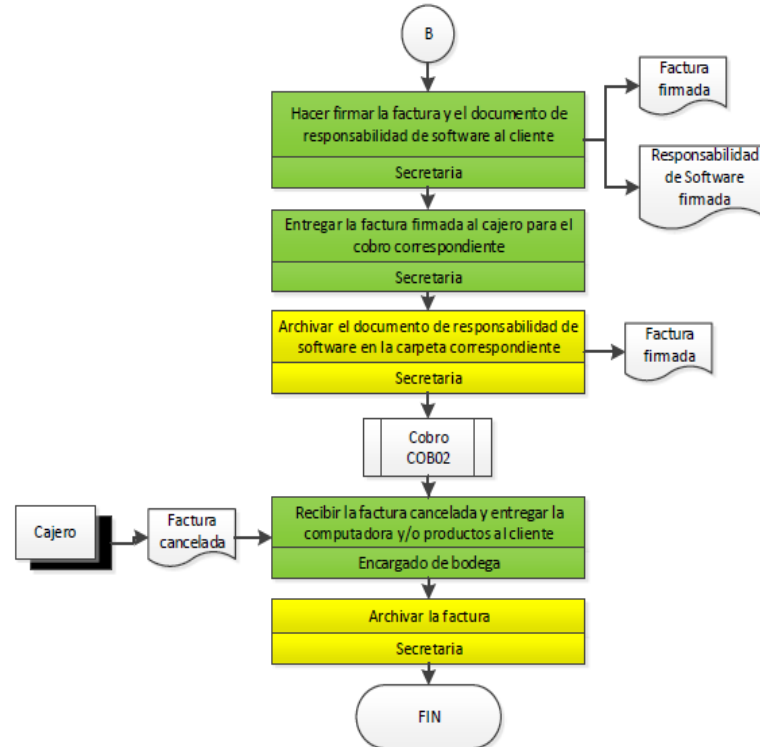 B
Hacer firmar la factura y el documento de
responsabilidad de software al cliente
Secretaria
Factura
firmada
Responsabilidad
de Software
firmada
Entregar la factura firmada al cajero para el
cobro correspondiente
Secretaria
Archivar el documento de responsabilidad de
software en la carpeta correspondiente
Secretaria
Factura
firmada
Cobro
COB02
Cajero
Factura
cancelada
Recibir la factura cancelada y entregar la
computadora y/o productos al cliente
Encargado de bodega
Archivar la factura
Secretaria
FIN